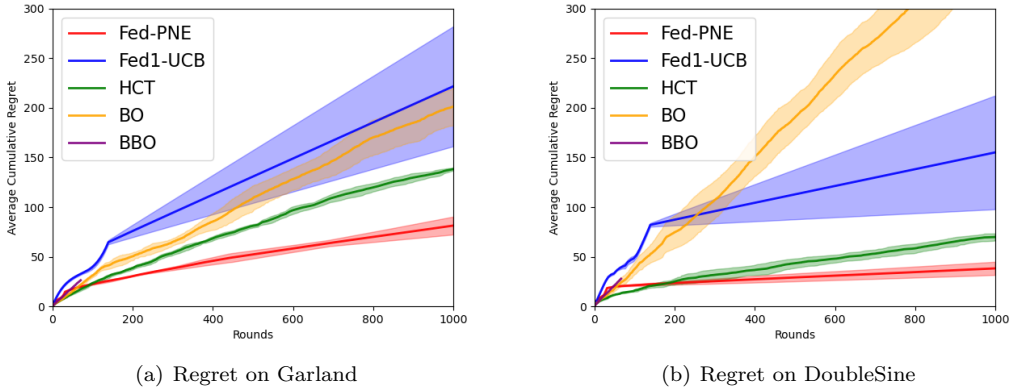 300
250
200
150
100
50
0
Average Cumulative Regret
Fed-PNE
Fed1-UCB
HCT
BO
BBO
0 200 400 600 800 1000
Rounds
(a) Regret on Garland
300
250
200
150
100
50
0
Average Cumulative Regret
Fed-PNE
Fed1-UCB
HCT
BO
BBO
0 200 400 600 800 1000
Rounds
(b) Regret on DoubleSine